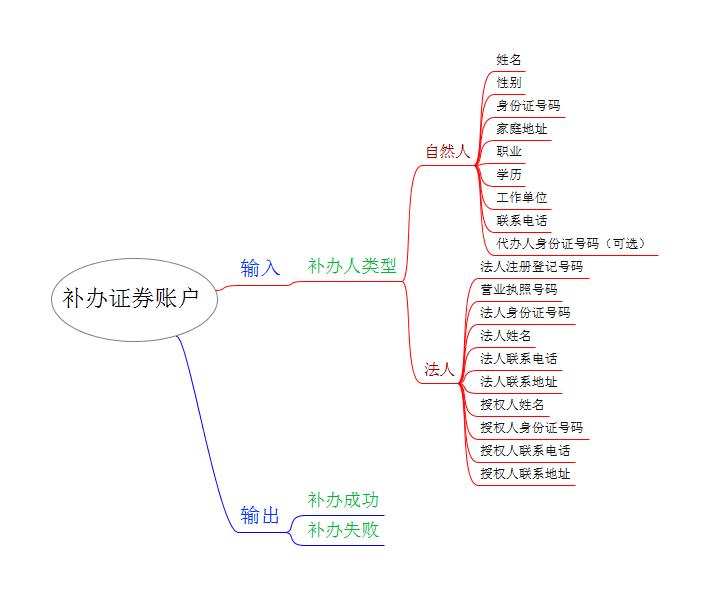 补办证券账户
输入
补办人类型
自然人
姓名
性别
身份证号码
家庭地址
职业
学历
工作单位
联系电话
代办人身份证号码（可选）
法人
法人注册登记号码
营业执照号码
法人身份证号码
法人姓名
法人联系电话
法人联系地址
授权人姓名
授权人身份证号码
授权人联系电话
授权人联系地址
输出
补办成功
补办失败